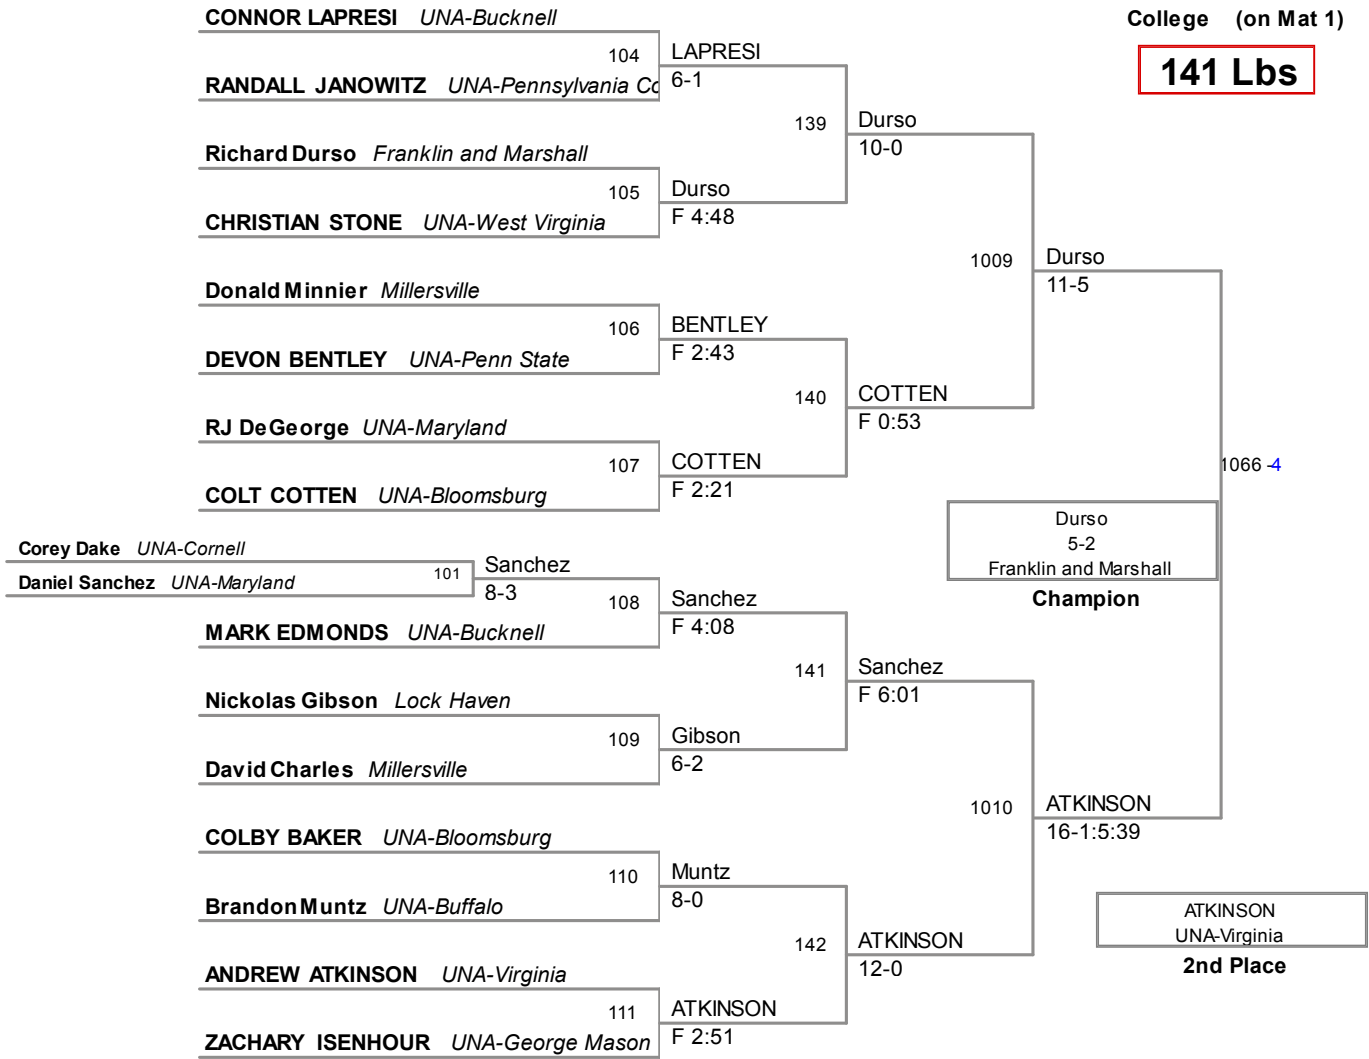 CONNOR LAPRESI UNA-Bucknell
College (on Mat 1)
104
LAPRESI
141 Lbs
RANDALL JANOWITZ UNA-Pennsylvania Co
6-1
139
Durso
10-0
Richard Durso Franklin and Marshall
105
Durso
F 4:48
CHRISTIAN STONE UNA-West Virginia
1009
Durso
11-5
Donald Minnier Millersville
106
BENTLEY
F 2:43
DEVON BENTLEY UNA-Penn State
140
COTTEN
F 0:53
RJ DeGeorge UNA-Maryland
107
COTTEN
F 2:21
1066 -4
COLT COTTEN UNA-Bloomsburg
Durso
5-2
Franklin and Marshall
Champion
Corey Dake UNA-Cornell
101
Sanchez
8-3
Daniel Sanchez UNA-Maryland
108
Sanchez
F 4:08
MARK EDMONDS UNA-Bucknell
141
Sanchez
F 6:01
Nickolas Gibson Lock Haven
109
Gibson
6-2
David Charles Millersville
1010
ATKINSON
16-1:5:39
COLBY BAKER UNA-Bloomsburg
110
Muntz
8-0
Brandon Muntz UNA-Buffalo
142
ATKINSON
12-0
ATKINSON
UNA-Virginia
2nd Place
ANDREW ATKINSON UNA-Virginia
111
ATKINSON
F 2:51
ZACHARY ISENHOUR UNA-George Mason